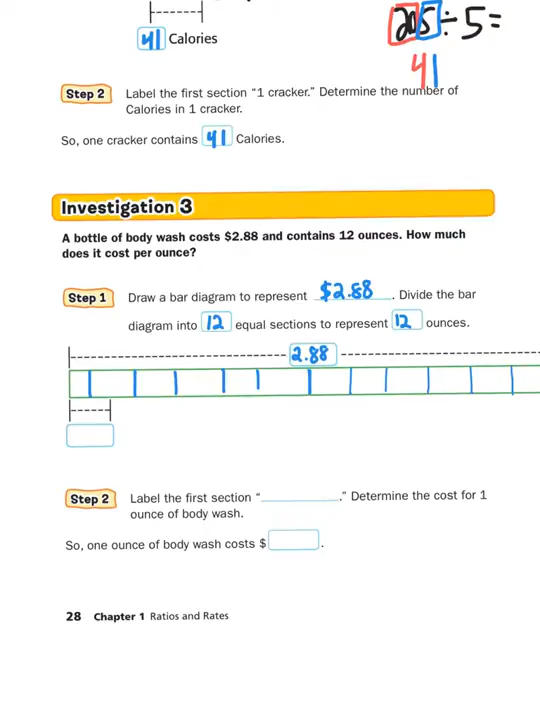 205 ÷ 5 =
41
41 Calories
Step 2 Label the first section “1 cracker.” Determine the number of
Calories in 1 cracker.
So, one cracker contains 41 Calories.
Investigation 3
A bottle of body wash costs $2.88 and contains 12 ounces. How much
does it cost per ounce?
Step 1 Draw a bar diagram to represent $2.88. Divide the bar
diagram into 12 equal sections to represent 12 ounces.
2.88
Step 2 Label the first section “____________.” Determine the cost for 1
ounce of body wash.
So, one ounce of body wash costs $ .
28 Chapter 1 Ratios and Rates